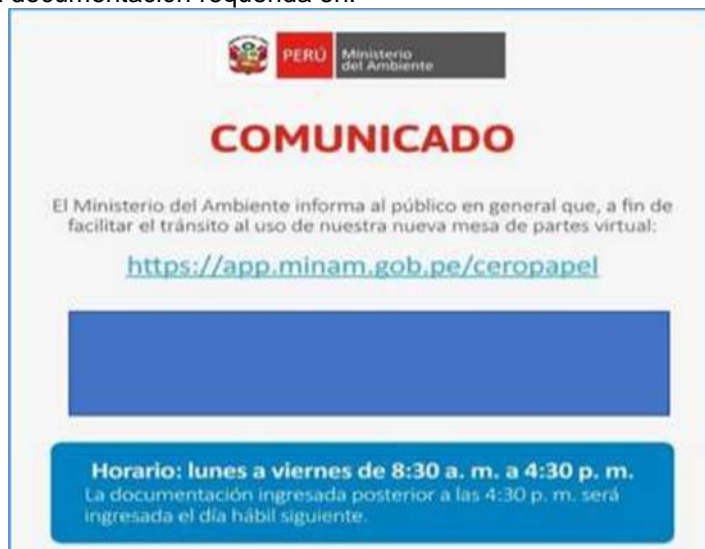 a documentación requerida en:
PERÚ
Ministerio
del Ambiente
COMUNICADO
El Ministerio del Ambiente informa al público en general que, a fin de
facilitar el tránsito al uso de nuestra nueva mesa de partes virtual:
https://app.minam.gob.pe/ceropapel
Horario: lunes a viernes de 8:30 a. m. a 4:30 p. m.
La documentación ingresada posterior a las 4:30 p. m. será
ingresada el día hábil siguiente.